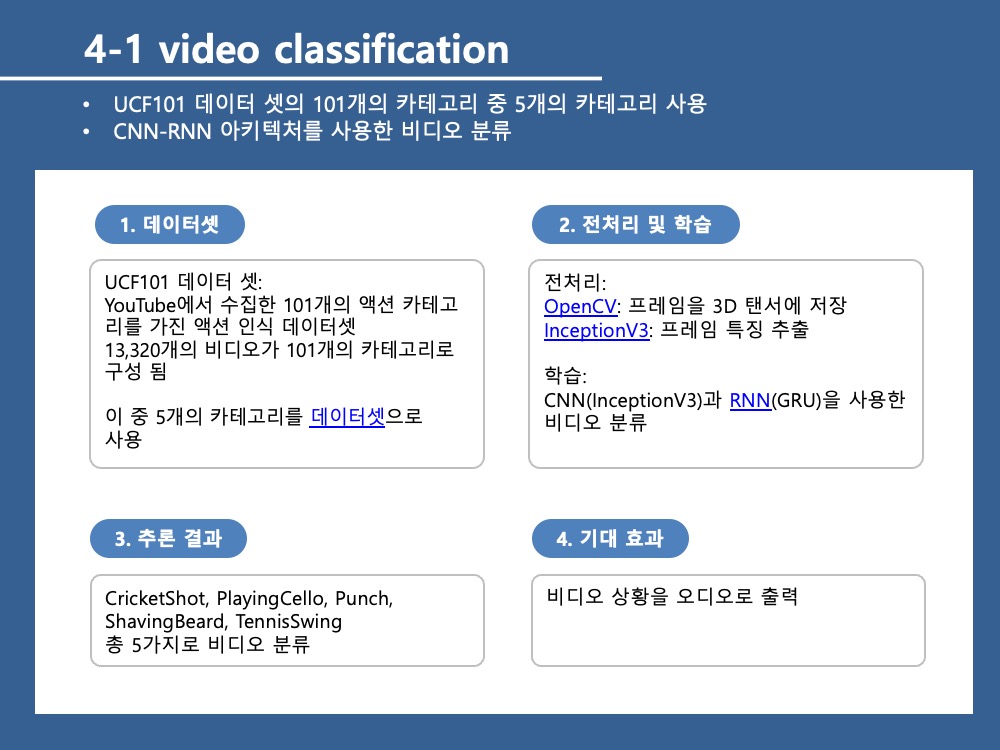 4-1 video classification
• UCF101 데이터 셋의 101개의 카테고리 중 5개의 카테고리 사용
• CNN-RNN 아키텍처를 사용한 비디오 분류
1. 데이터셋
UCF101 데이터 셋:
YouTube에서 수집한 101개의 액션 카테고
리를 가진 액션 인식 데이터셋
13,320개의 비디오가 101개의 카테고리로
구성 됨
이 중 5개의 카테고리를 데이터셋으로
사용
2. 전처리 및 학습
전처리:
OpenCV: 프레임을 3D 탠서에 저장
InceptionV3: 프레임 특징 추출
학습:
CNN(InceptionV3)과 RNN(GRU)을 사용한
비디오 분류
3. 추론 결과
CricketShot, PlayingCello, Punch,
ShavingBeard, TennisSwing
총 5가지로 비디오 분류
4. 기대 효과
비디오 상황을 오디오로 출력